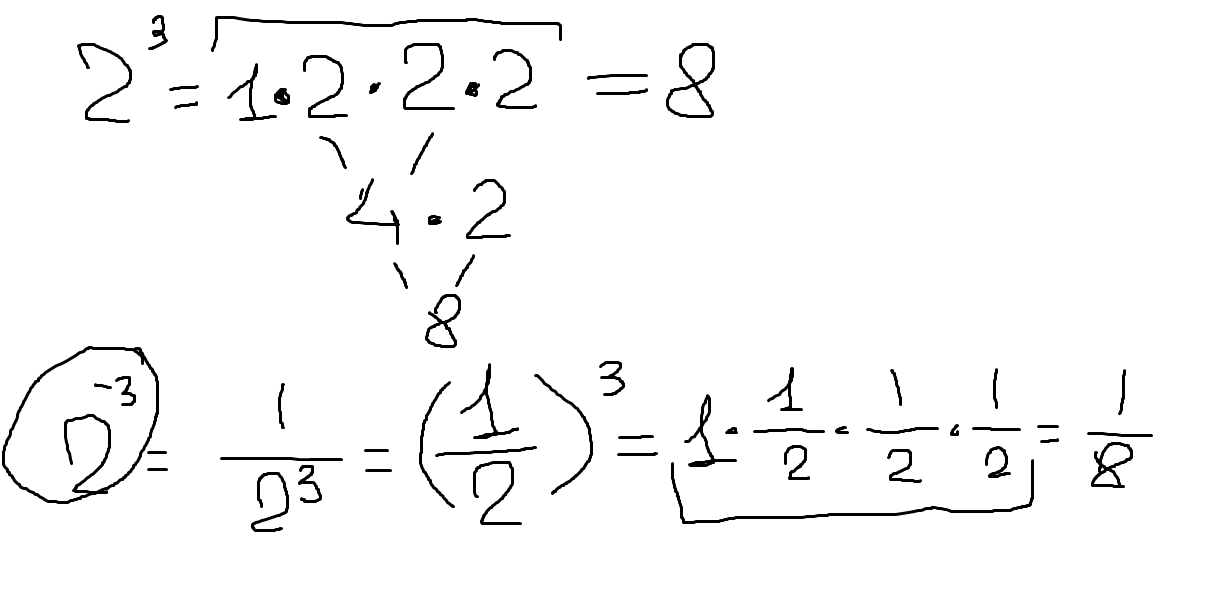 2³ = 1·2·2·2 = 8
4·2
8
2⁻³ = 1/2³ = (1/2)³ = 1·1/2·1/2·1/2 = 1/8